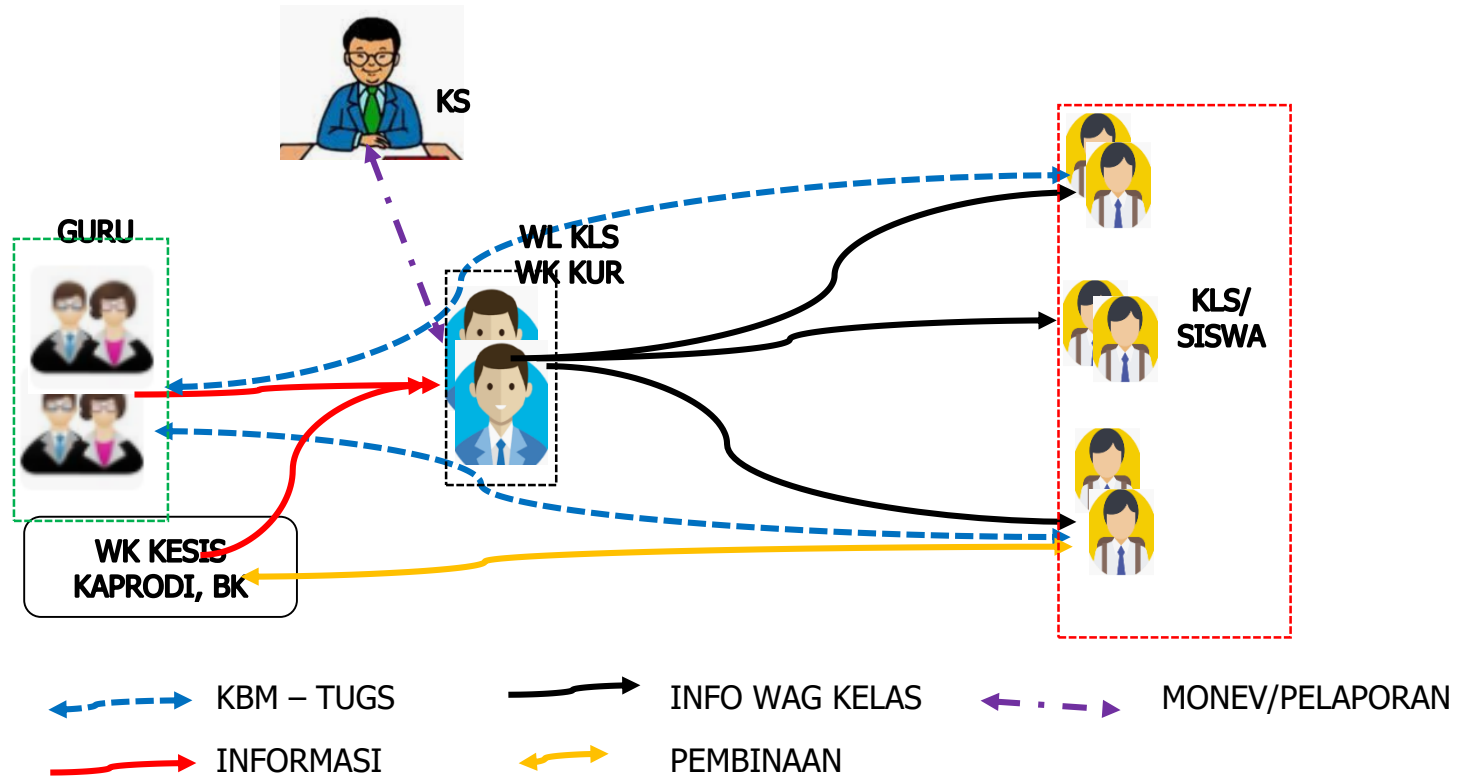 KS
GURU
WL KLS
WK KUR
KLS/
SISWA
WK KESIS
KAPRODI, BK
KBM – TUGS
INFO WAG KELAS
MONEV/PELAPORAN
INFORMASI
PEMBINAAN